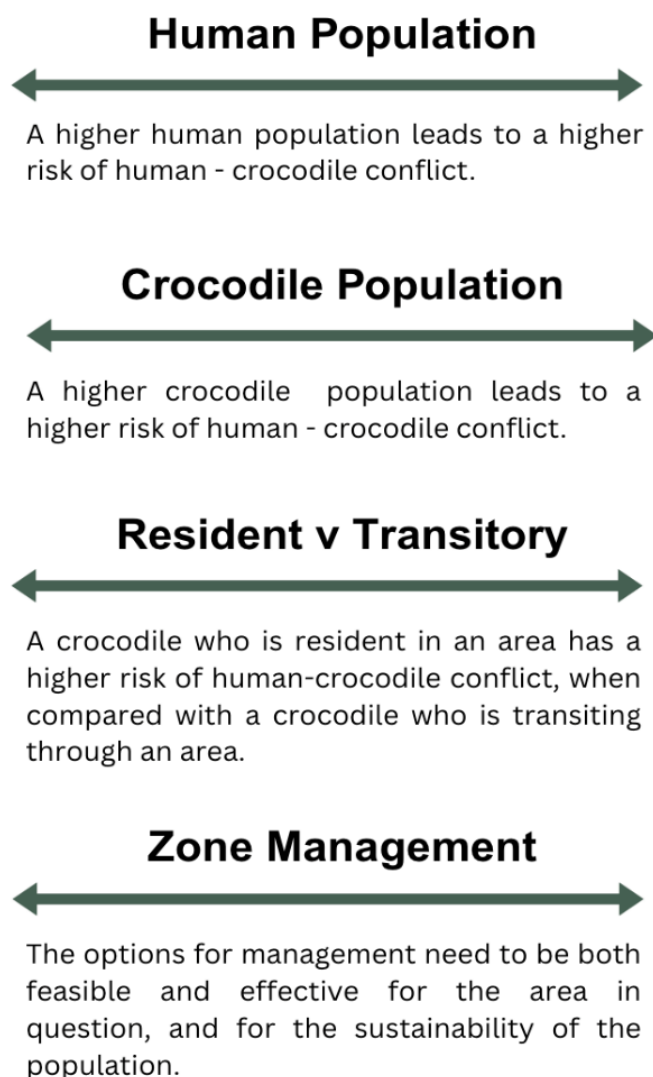 Human Population
A higher human population leads to a higher
risk of human - crocodile conflict.
Crocodile Population
A higher crocodile population leads to a
higher risk of human - crocodile conflict.
Resident v Transitory
A crocodile who is resident in an area has a
higher risk of human-crocodile conflict, when
compared with a crocodile who is transiting
through an area.
Zone Management
The options for management need to be both
feasible and effective for the area in
question, and for the sustainability of the
population.